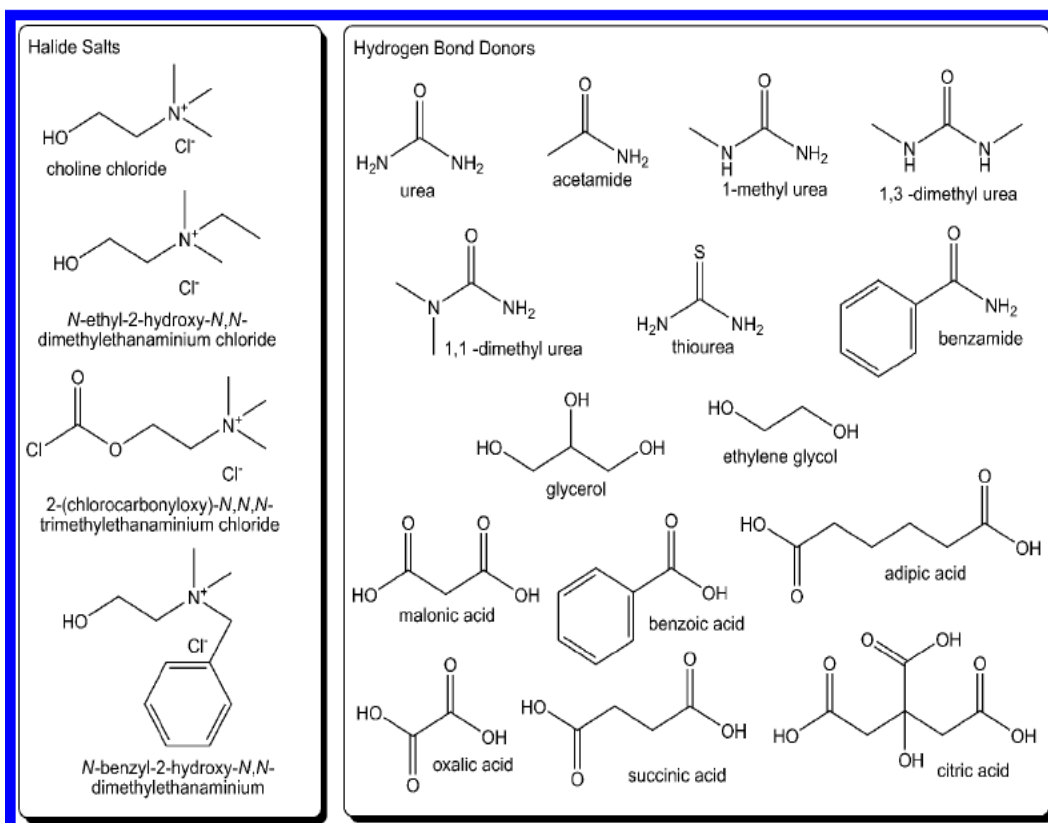 Halide Salts
HO
N+
Cl-
choline chloride
HO
N+
Cl-
N-ethyl-2-hydroxy-N,N-
dimethylethanaminium chloride
O
Cl
O
N+
Cl-
2-(chlorocarbonyloxy)-N,N,N-
trimethylethanaminium chloride
HO
N+
Cl-
N-benzyl-2-hydroxy-N,N-
dimethylethanaminium
Hydrogen Bond Donors
O
H₂N
NH₂
urea
O
NH₂
acetamide
O
N
H
NH₂
1-methyl urea
O
N
H
N
H
1,3 -dimethyl urea
O
N
NH₂
1,1 -dimethyl urea
S
H₂N
NH₂
thiourea
O
NH₂
benzamide
OH
HO
OH
glycerol
HO
OH
ethylene glycol
O
O
HO
OH
malonic acid
O
OH
benzoic acid
O
HO
OH
O
adipic acid
O
HO
OH
O
oxalic acid
O
HO
OH
O
succinic acid
OH
O
O
O
HO
OH
OH
citric acid